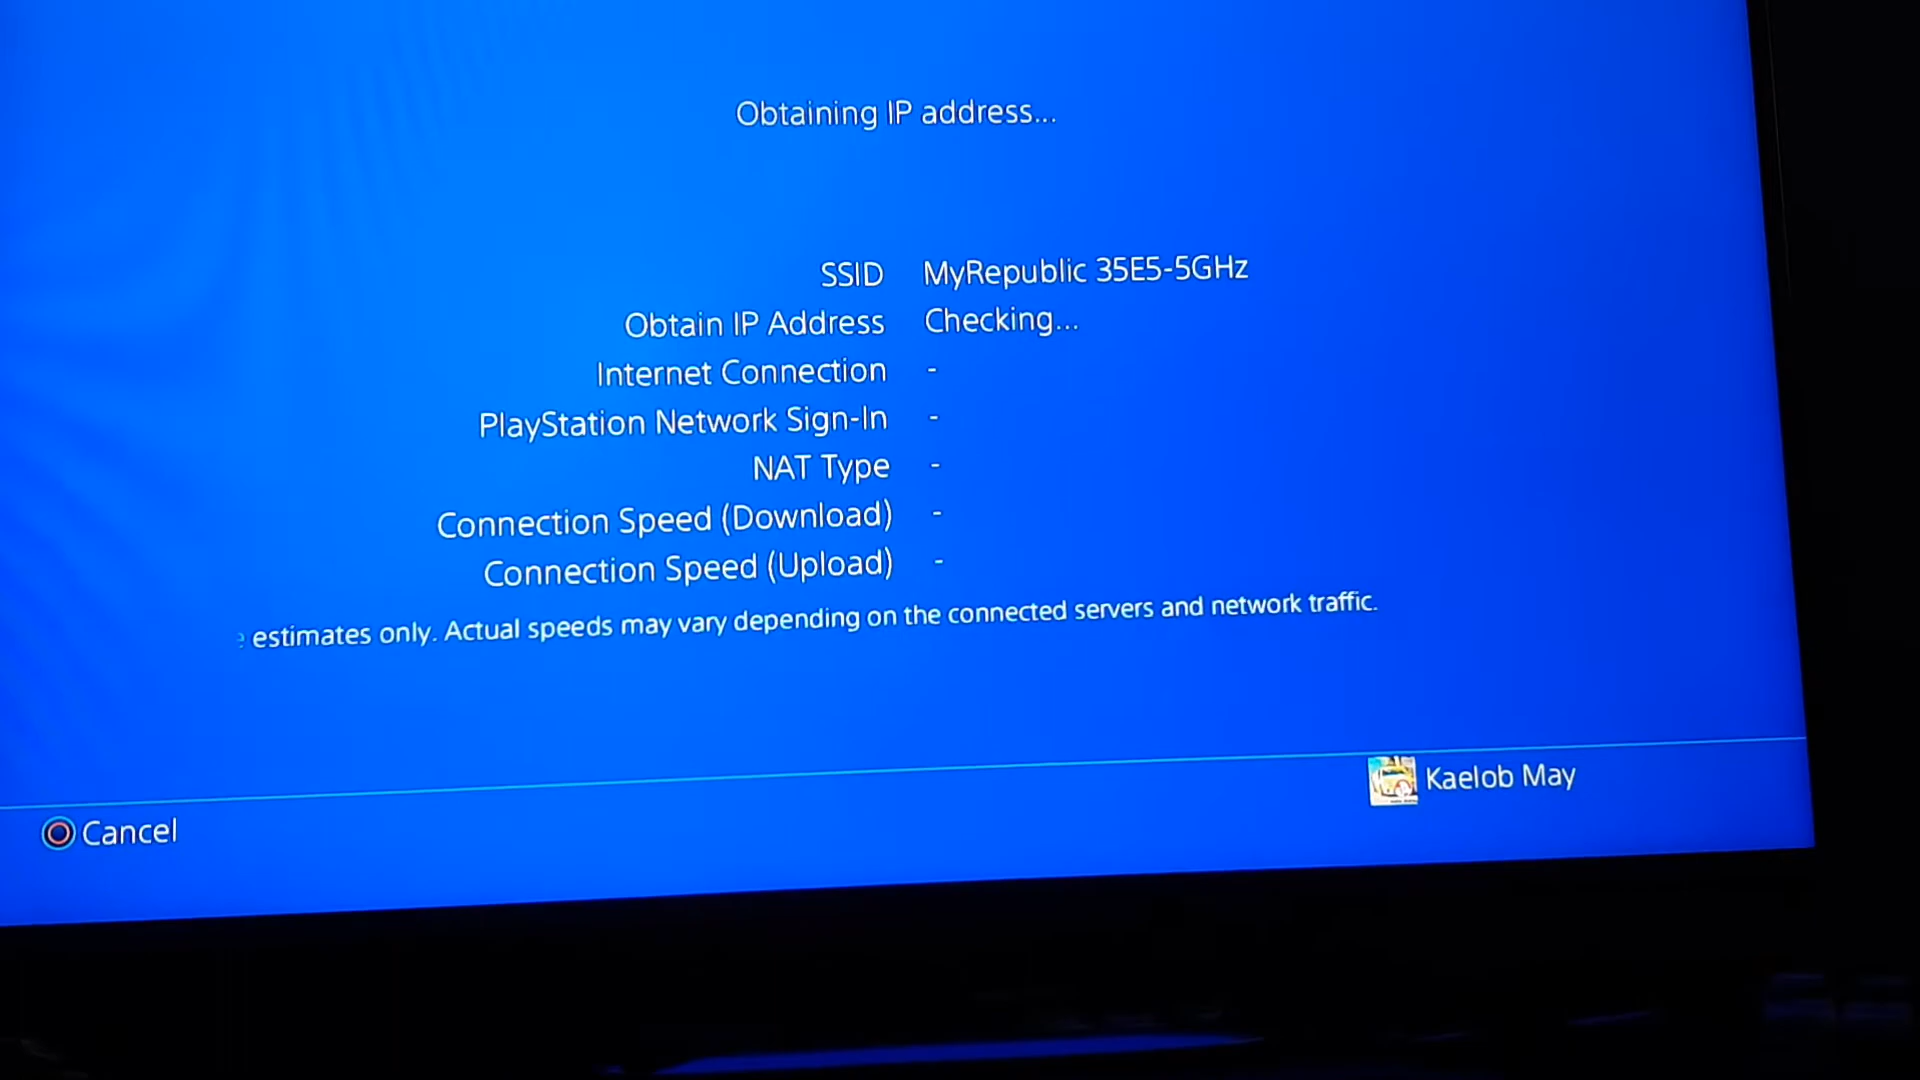 Obtaining IP address...
SSID MyRepublic 35E5-5GHz
Obtain IP Address Checking...
Internet Connection -
PlayStation Network Sign-In -
NAT Type -
Connection Speed (Download) -
Connection Speed (Upload) -
estimates only. Actual speeds may vary depending on the connected servers and network traffic.
Kaelob May
Cancel